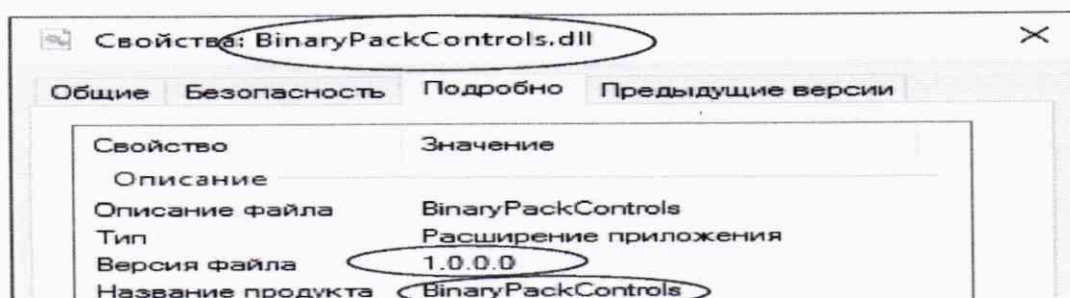 Свойства: BinaryPackControls.dll
Общие Безопасность Подробно Предыдущие версии
Свойство Значение
Описание
Описание файла BinaryPackControls
Тип Расширение приложения
Версия файла 1.0.0.0
Название продукта BinaryPackControls